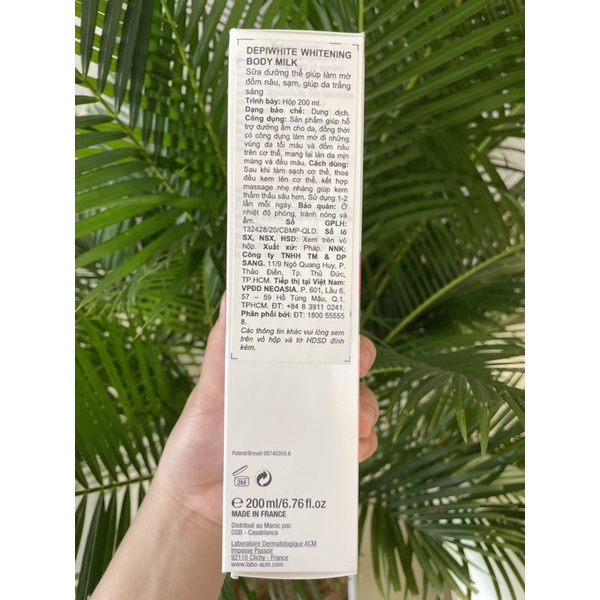 DEPIWHITE WHITENING
BODY MILK
Sữa dưỡng thể giúp làm mờ
đốm nâu, sạm, giúp da trắng
sáng
Trình bày: Hộp 200 ml.
Dạng bào chế: Dung dịch.
Công dụng: Sản phẩm giúp hỗ
trợ dưỡng ẩm cho da, đồng thời
có công dụng làm mờ đi những
vùng da tối màu và đốm nâu
trên cơ thể, mang lại làn da mịn
màng và đều màu. Cách dùng:
Sau khi làm sạch cơ thể, thoa
đều kem lên cơ thể, kết hợp
massage nhẹ nhàng giúp kem
thẩm thấu sâu hơn. Sử dụng 1-2
lần mỗi ngày. Bảo quản: Ở
nhiệt độ phòng, tránh nóng và
ẩm. Số GPLH:
132428/20/CBMP-QLD. Số lô
SX, NSX, HSD: Xem trên vỏ
hộp. Xuất xứ: Pháp. NNK:
Công ty TNHH TM & DP
SANG. 11/9 Ngô Quang Huy, P.
Thảo Điền, Tp. Thủ Đức,
TP.HCM. Tiếp thị tại Việt Nam:
VPDD NEOASIA. P. 601, Lầu 6,
57 – 59 Hồ Tùng Mậu, Q.1,
TPHCM. ĐT: +84 8 3911 0241.
Phân phối bởi: ĐT: 1800 55555
8.
Các thông tin khác vui lòng xem
trên vỏ hộp và tờ HDSD đính
kèm.
Patent/Brevet 09740359.6
3M
℮ 200 ml/6.76 fl.oz
MADE IN FRANCE
Distribué au Maroc par:
DSB - Casablanca
Laboratoire Dermatologique ACM
Impasse Passoir
92110 Clichy - France
www.labo-acm.com